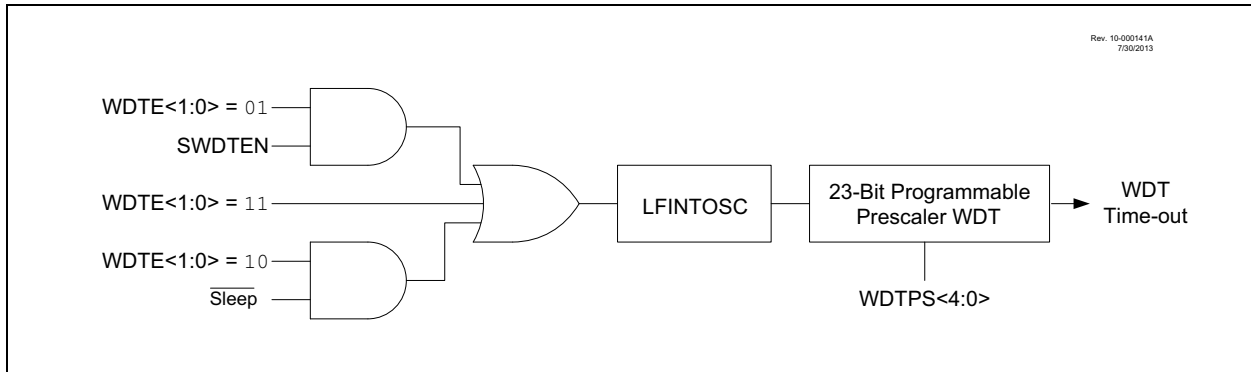 Rev. 10-000141A
7/30/2013
WDTE<1:0> = 01
SWDTEN
WDTE<1:0> = 11
WDTE<1:0> = 10
Sleep
LFINTOSC
23-Bit Programmable
Prescaler WDT
WDT
Time-out
WDTPS<4:0>